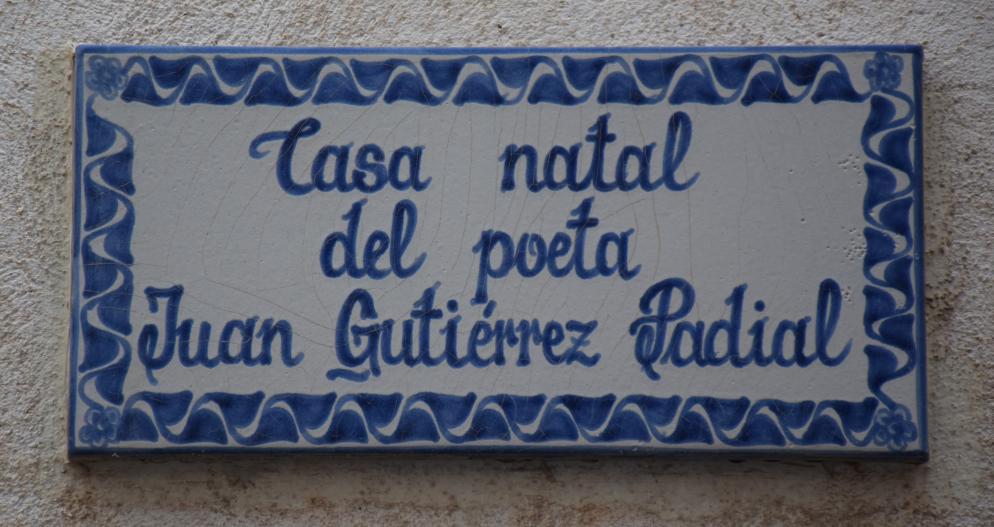 Casa natal
del poeta
Juan Gutiérrez Padial